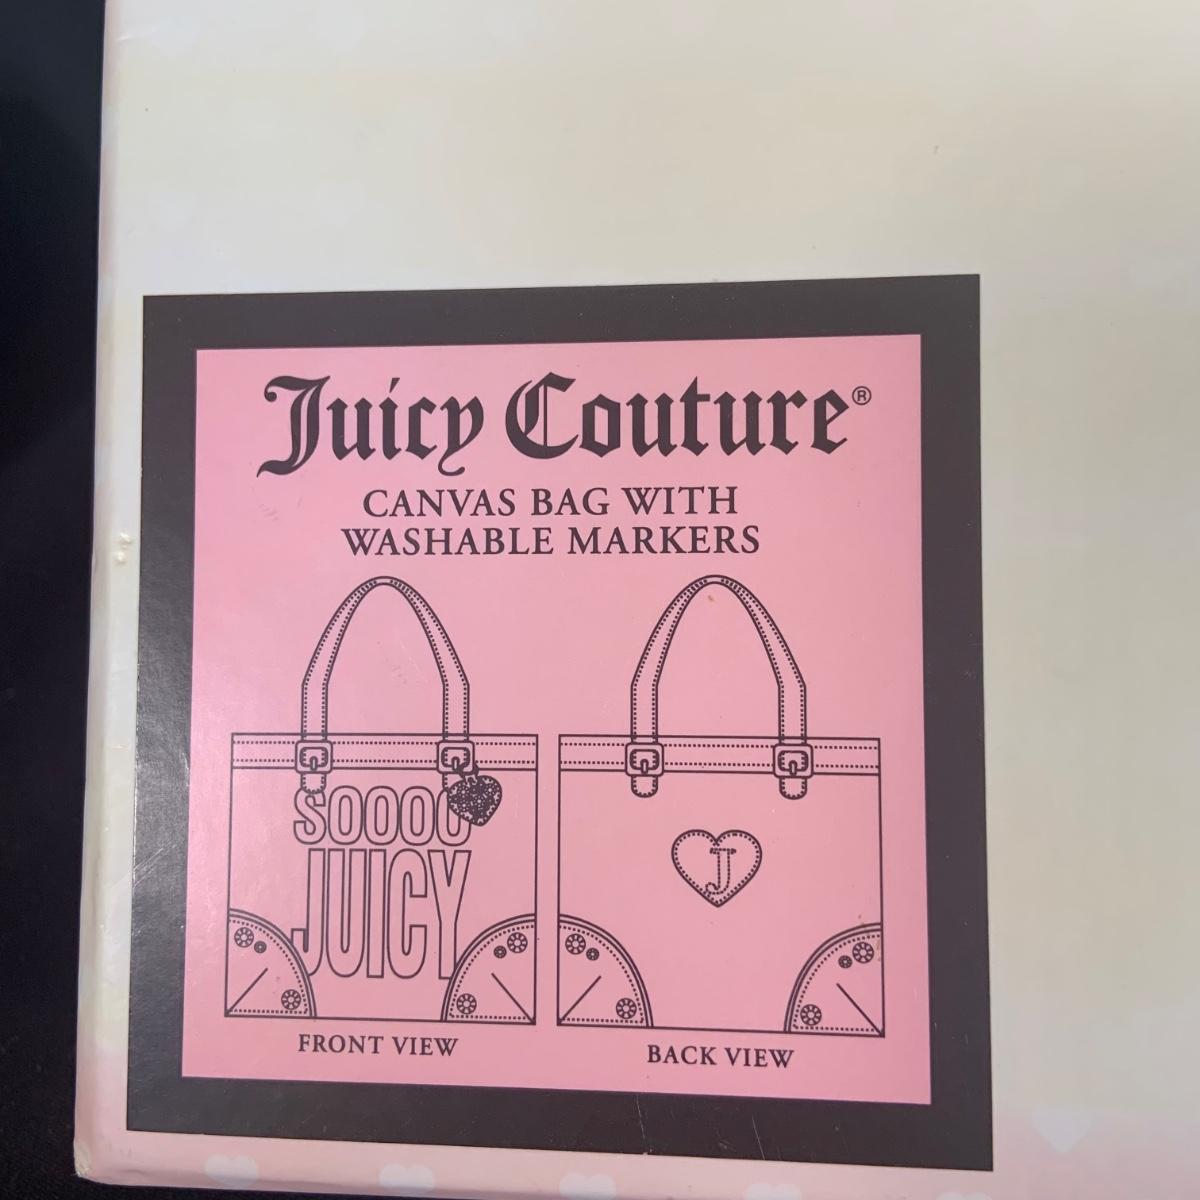 Juicy Couture®
CANVAS BAG WITH
WASHABLE MARKERS
SOOOO
JUICY
J
FRONT VIEW
BACK VIEW